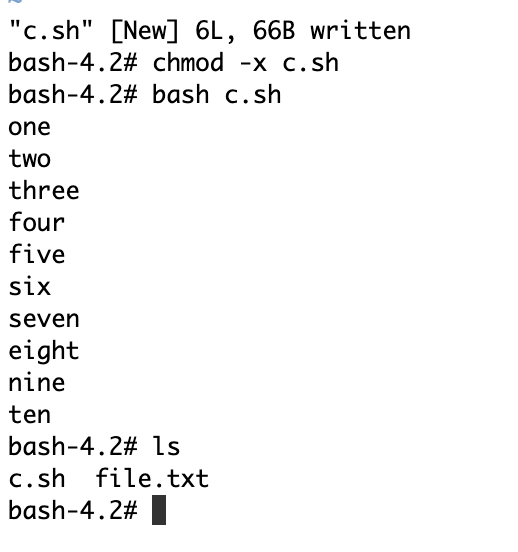 ~
"c.sh" [New] 6L, 66B written
bash-4.2# chmod -x c.sh
bash-4.2# bash c.sh
one
two
three
four
five
six
seven
eight
nine
ten
bash-4.2# ls
c.sh  file.txt
bash-4.2#